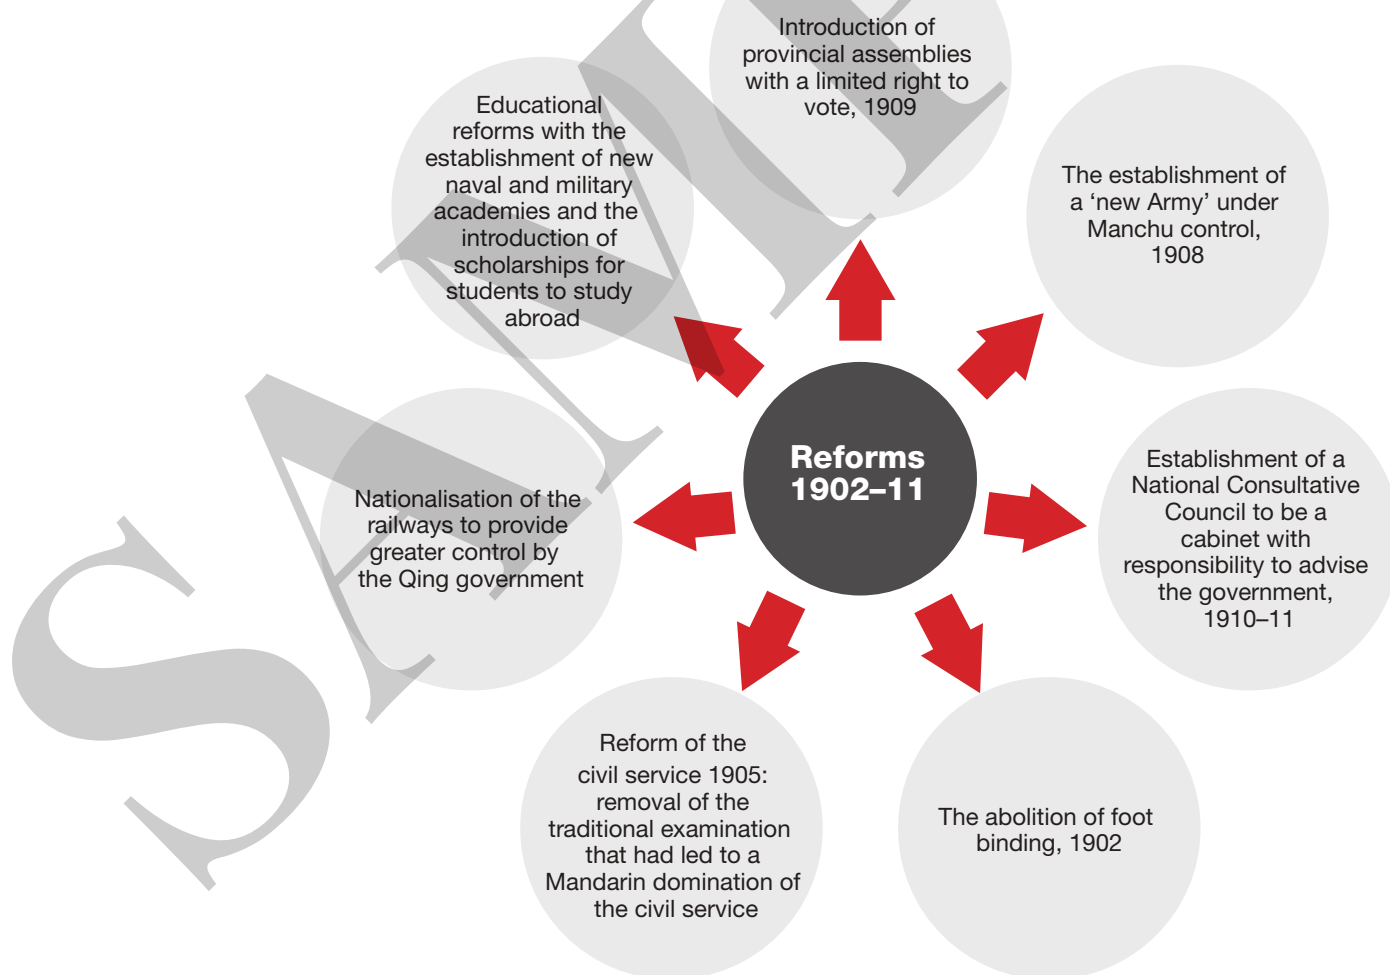 Introduction of
provincial assemblies
with a limited right to
vote, 1909
Educational
reforms with the
establishment of new
naval and military
academies and the
introduction of
scholarships for
students to study
abroad
The establishment of
a ‘new Army’ under
Manchu control,
1908
Reforms
1902–11
Nationalisation of the
railways to provide
greater control by
the Qing government
Establishment of a
National Consultative
Council to be a
cabinet with
responsibility to advise
the government,
1910–11
Reform of the
civil service 1905:
removal of the
traditional examination
that had led to a
Mandarin domination of
the civil service
The abolition of foot
binding, 1902